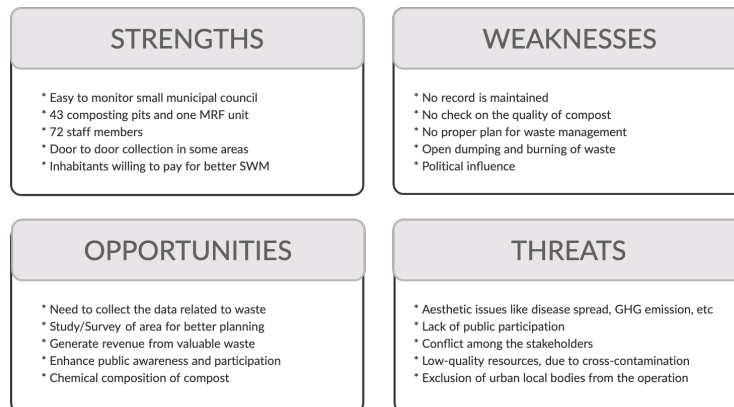 STRENGTHS
* Easy to monitor small municipal council
* 43 composting pits and one MRF unit
* 72 staff members
* Door to door collection in some areas
* Inhabitants willing to pay for better SWM
WEAKNESSES
* No record is maintained
* No check on the quality of compost
* No proper plan for waste management
* Open dumping and burning of waste
* Political influence
OPPORTUNITIES
* Need to collect the data related to waste
* Study/Survey of area for better planning
* Generate revenue from valuable waste
* Enhance public awareness and participation
* Chemical composition of compost
THREATS
* Aesthetic issues like disease spread, GHG emission, etc
* Lack of public participation
* Conflict among the stakeholders
* Low-quality resources, due to cross-contamination
* Exclusion of urban local bodies from the operation